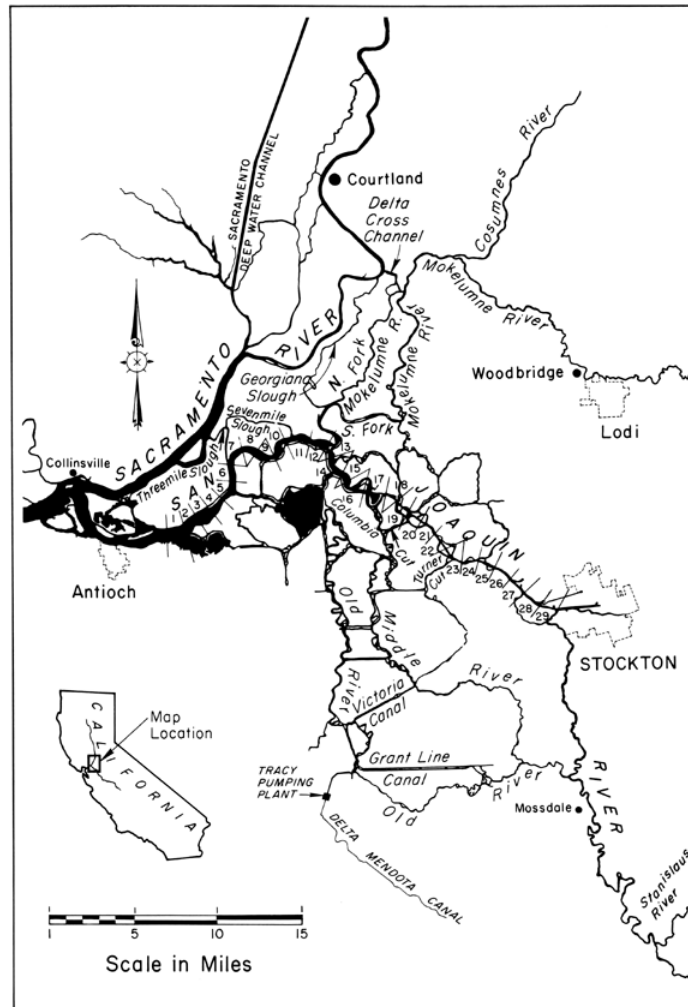 SACRAMENTO
DEEP WATER CHANNEL
Courtland
Delta
Cross
Channel
Cosumnes
River
Mokelumne
River
Mokelumne River
SACRAMENTO
RIVER
N. Fork
Mokelumne R.
Georgiana
Slough
Woodbridge
Lodi
Sevenmile
Slough
S. Fork
Collinsville
Threemile Slough
SAN
JOAQUIN
RIVER
1 2 3 4 5 6 7 8 9 10 11 12 13 14 15 16 17 18 19 20 21 22 23 24 25 26 27 28 29
Columbia
Cut
Turner
Cut
Antioch
STOCKTON
Old
River
Middle
River
Victoria
Canal
Grant Line
Canal
Old
River
TRACY
PUMPING
PLANT
DELTA MENDOTA CANAL
Mossdale
Stanislaus
River
CALIFORNIA
Map
Location
1 5 10 15
Scale in Miles